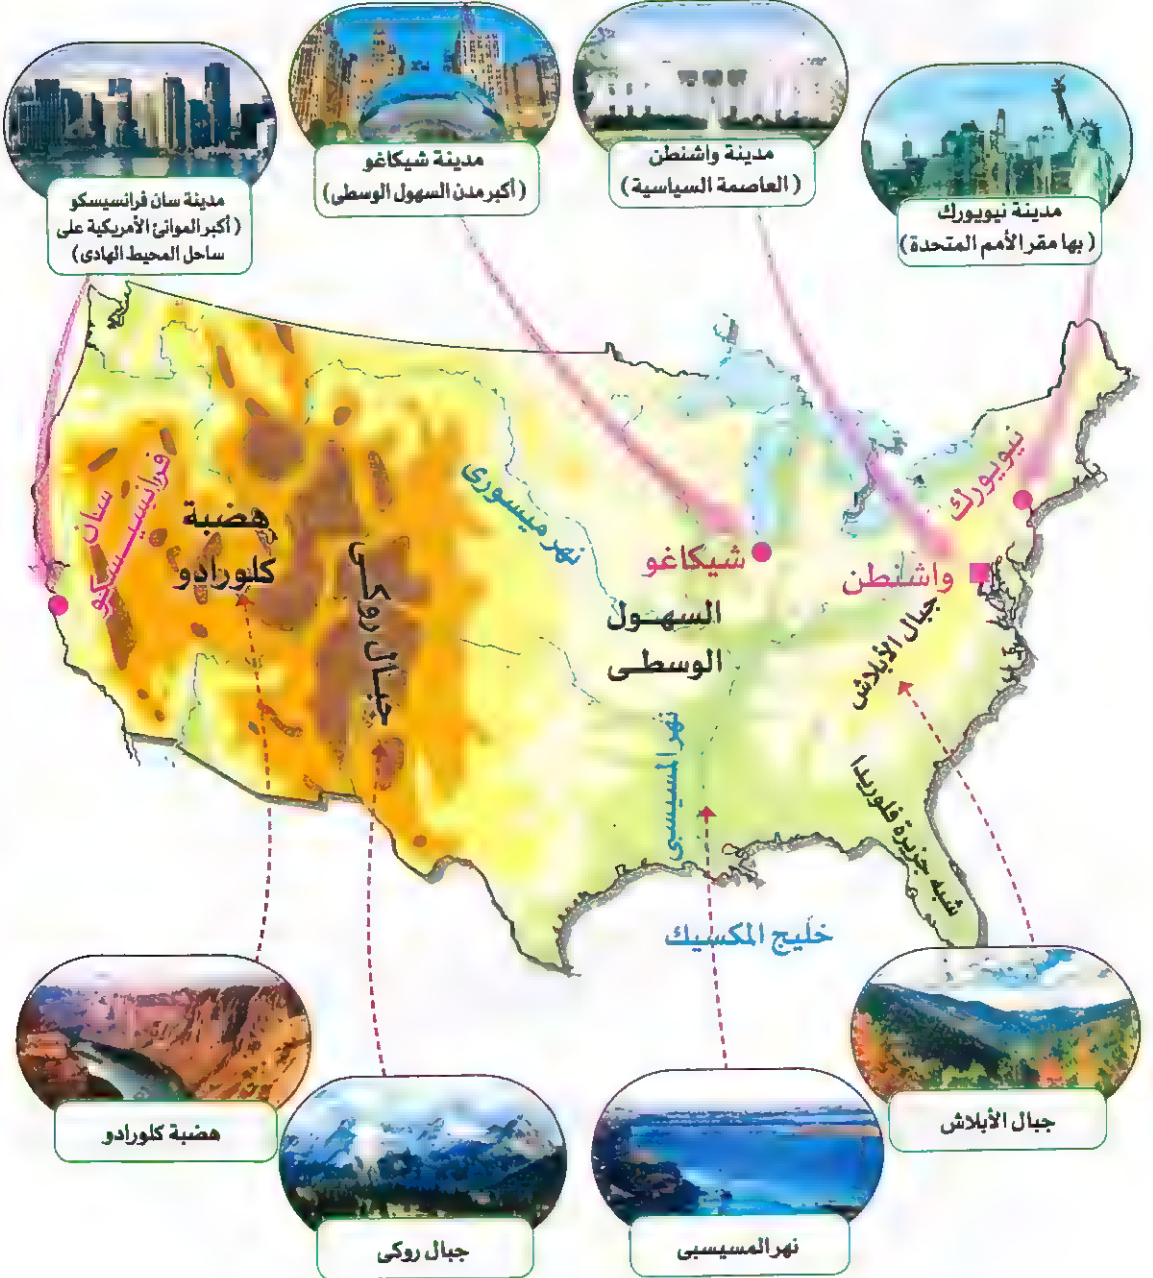 مدينة نيويورك
( بها مقر الأمم المتحدة )
مدينة واشنطن
( العاصمة السياسية )
مدينة شيكاغو
( أكبر مدن السهول الوسطى )
مدينة سان فرانسيسكو
( أكبر الموانئ الأمريكية على
ساحل المحيط الهادى )
نيويورك
سان
فرانسيسكو
نهر ميسورى
هضبة
كلورادو
جبال روكى
شيكاغو
واشنطن
السهول
الوسطى
جبال الأبلاش
نهر المسيسبى
شبه جزيرة فلوريدا
خليج المكسيك
جبال الأبلاش
هضبة كلورادو
نهر المسيسبى
جبال روكى